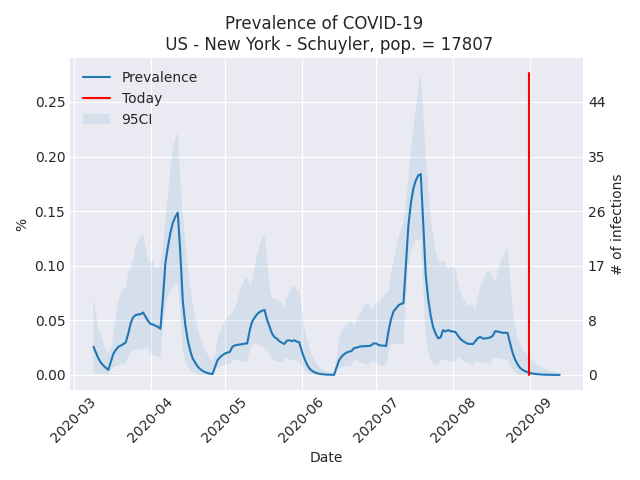 Prevalence of COVID-19
US - New York - Schuyler, pop. = 17807
Prevalence
Today
95CI
0.25
0.20
0.15
0.10
0.05
0.00
%
44
35
26
17
8
0
# of infections
2020-03
2020-04
2020-05
2020-06
2020-07
2020-08
2020-09
Date